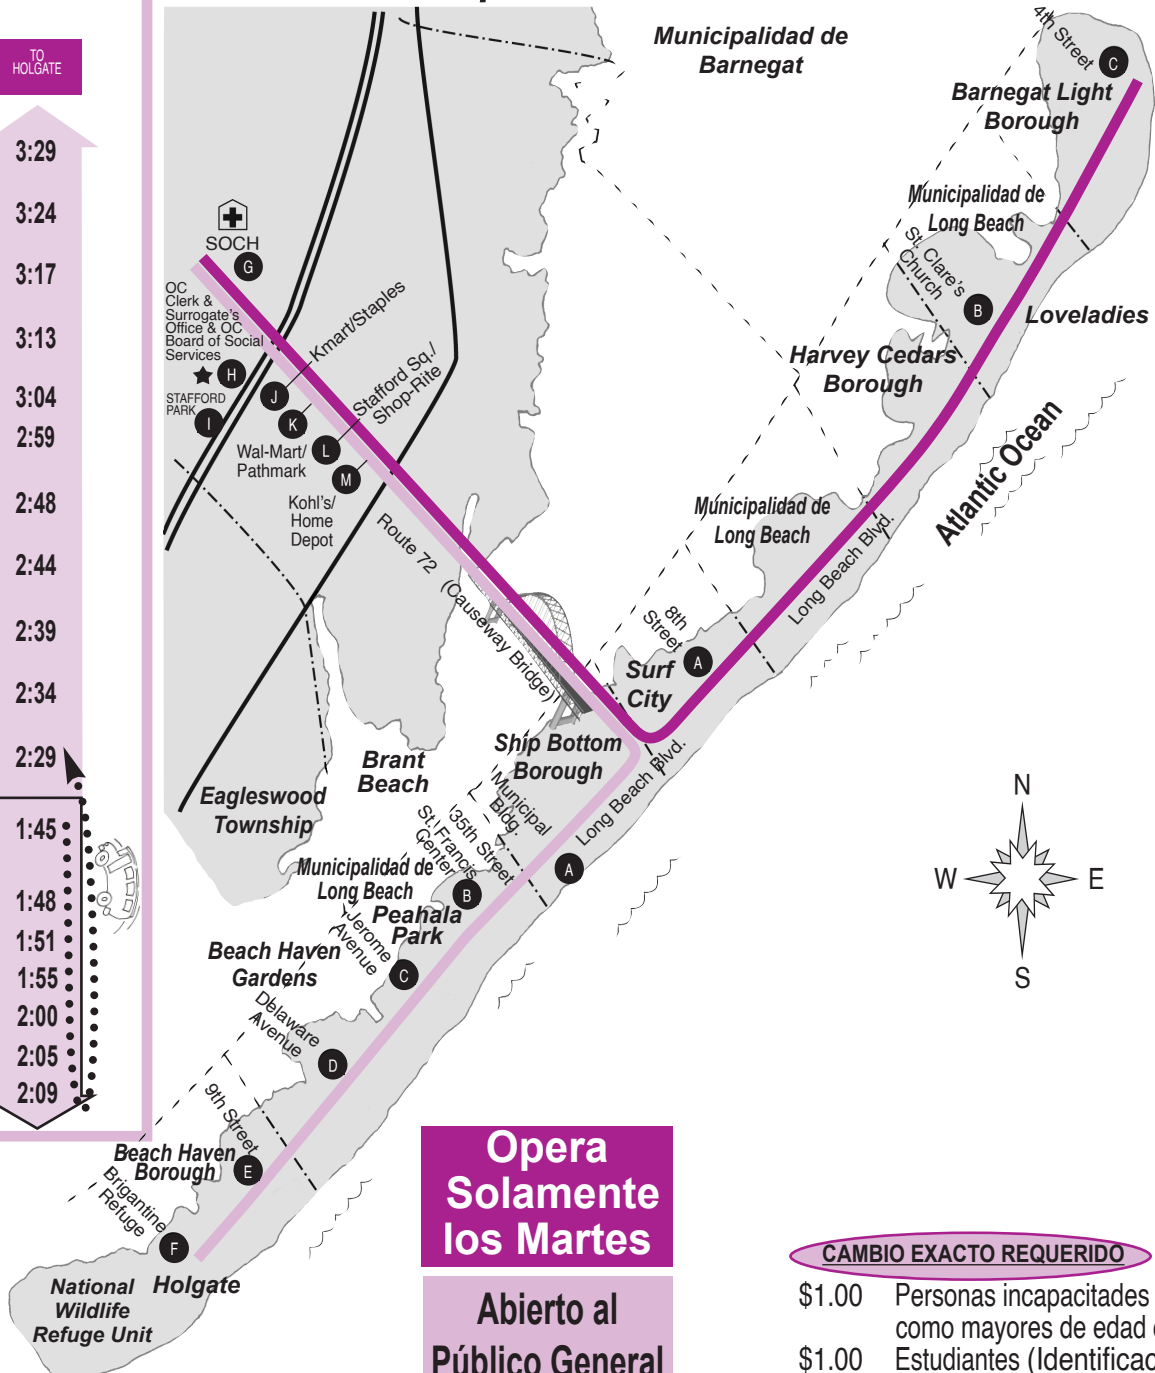 TO
HOLGATE
3:29
3:24
3:17
3:13
3:04
2:59
2:48
2:44
2:39
2:34
2:29
1:45
1:48
1:51
1:55
2:00
2:05
2:09
Municipalidad de
Barnegat
4th Street
C
Barnegat Light
Borough
Municipalidad de
Long Beach
St. Clare's
Church
B
Loveladies
Harvey Cedars
Borough
Atlantic Ocean
SOCH
G
OC
Clerk &
Surrogate's
Office & OC
Board of Social
Services
H
STAFFORD
PARK
I
J
Kmart/Staples
K
Wal-Mart/
Pathmark
L
Stafford Sq./
Shop-Rite
M
Kohl's/
Home
Depot
Route 72 (Causeway Bridge)
Municipalidad de
Long Beach
Long Beach Blvd.
8th
Street
A
Surf
City
Ship Bottom
Borough
Long Beach Blvd.
Municipal
Bldg.
A
Brant
Beach
Eagleswood
Township
35th Street
St. Francis
Center
B
Municipalidad de
Long Beach
Peahala
Park
Jerome
Avenue
C
Beach Haven
Gardens
Delaware
Avenue
D
9th Street
E
Beach Haven
Borough
Brigantine
Refuge
F
Holgate
National
Wildlife
Refuge Unit
N
W
E
S
Opera
Solamente
los Martes
Abierto al
Público General
CAMBIO EXACTO REQUERIDO
$1.00 Personas incapacitades
como mayores de edad
$1.00 Estudiantes (Identificac